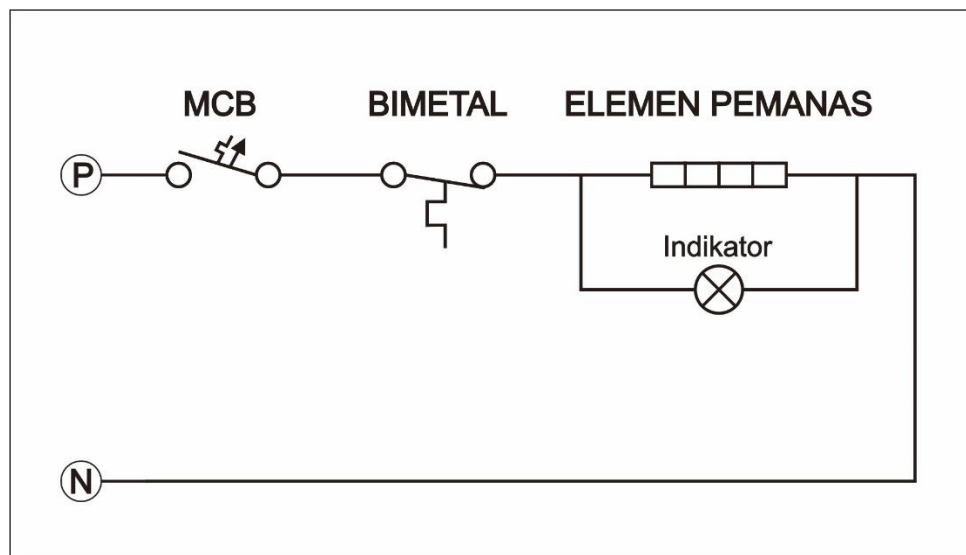 MCB
BIMETAL
ELEMEN PEMANAS
P
Indikator
N